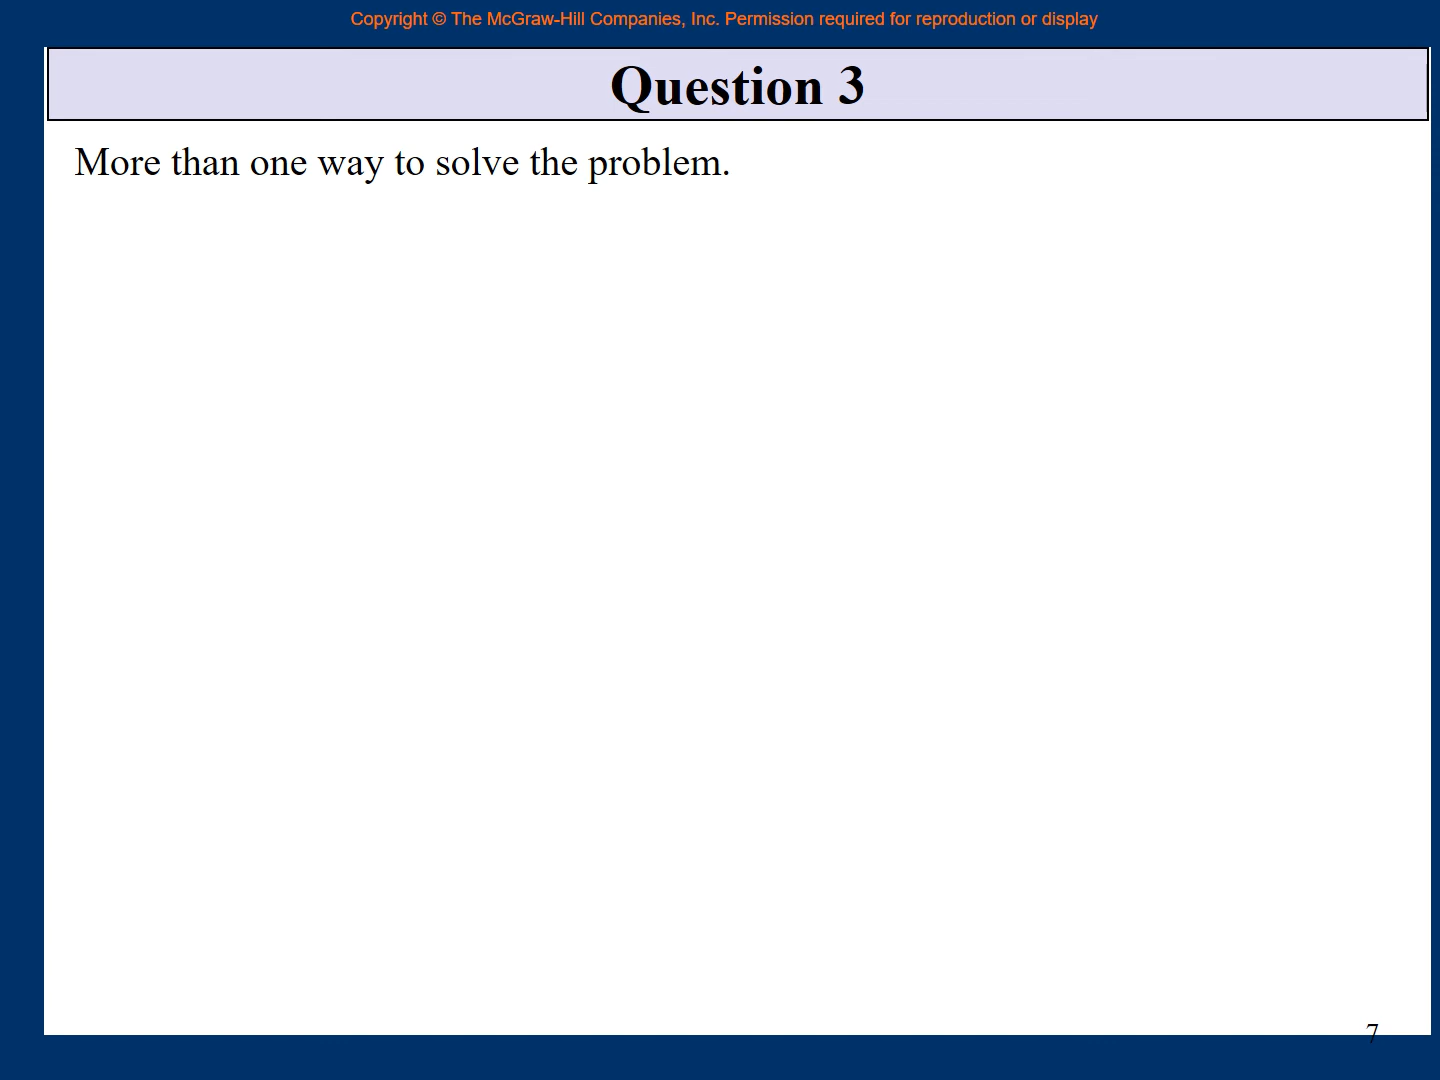 Copyright © The McGraw-Hill Companies, Inc. Permission required for reproduction or display
Question 3
More than one way to solve the problem.
7